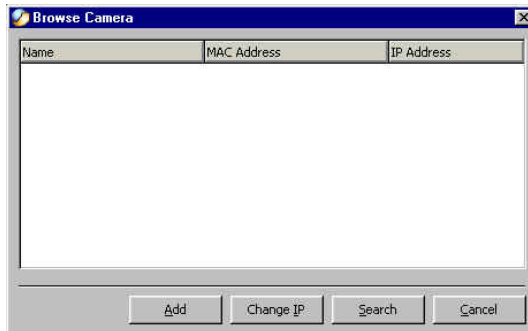 Browse Camera
Name MAC Address IP Address
Add Change IP Search Cancel